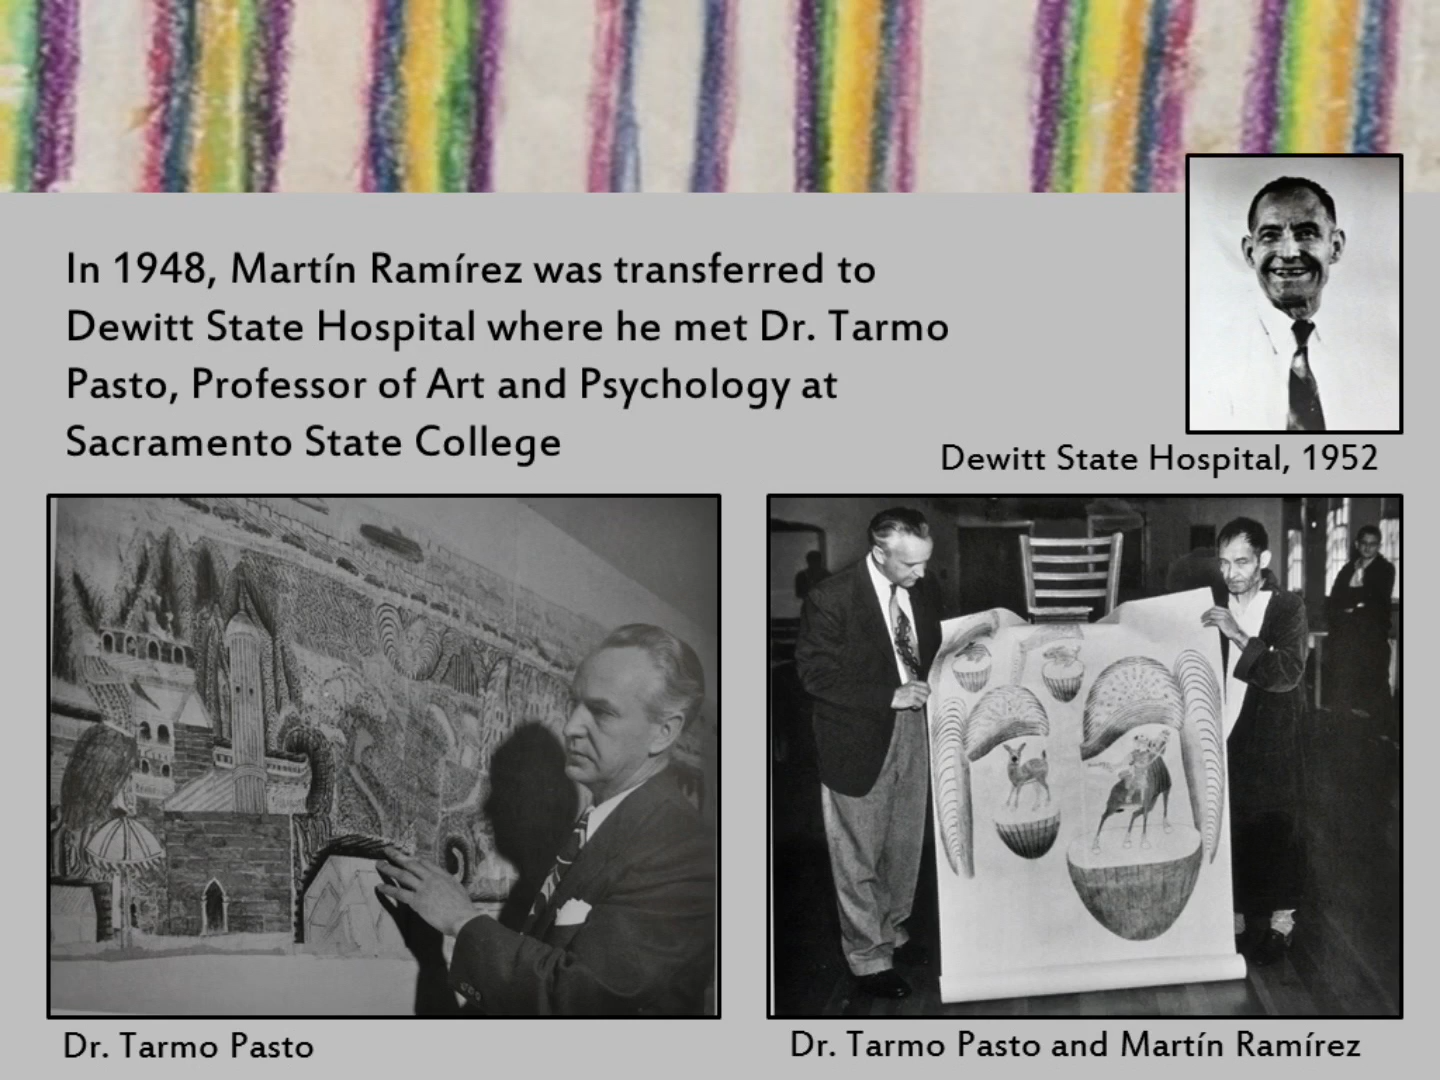 In 1948, Martín Ramírez was transferred to
Dewitt State Hospital where he met Dr. Tarmo
Pasto, Professor of Art and Psychology at
Sacramento State College
Dewitt State Hospital, 1952
Dr. Tarmo Pasto
Dr. Tarmo Pasto and Martín Ramírez